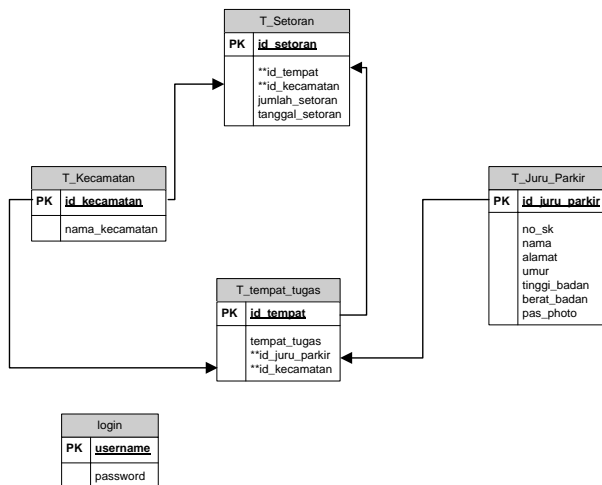 T_Setoran
PK id_setoran
**id_tempat
**id_kecamatan
jumlah_setoran
tanggal_setoran
T_Kecamatan
PK id_kecamatan
nama_kecamatan
T_Juru_Parkir
PK id_juru_parkir
no_sk
nama
alamat
umur
tinggi_badan
berat_badan
pas_photo
T_tempat_tugas
PK id_tempat
tempat_tugas
**id_juru_parkir
**id_kecamatan
login
PK username
password